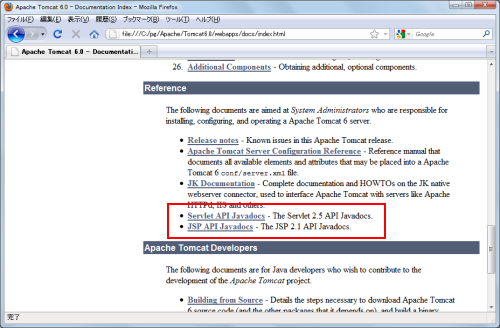 Apache Tomcat 6.0 - Documentation Index - Mozilla Firefox
ファイル(F) 編集(E) 表示(V) 履歴(S) ブックマーク(B) ツール(T) ヘルプ(H)
file:///C:/pg/Apache/Tomcat6.0/webapps/docs/index.html
Google
Apache Tomcat 6.0 - Documentati...
26. Additional Components - Obtaining additional, optional components.
Reference
The following documents are aimed at System Administrators who are responsible for
installing, configuring, and operating a Apache Tomcat 6 server.
Release notes - Known issues in this Apache Tomcat release.
Apache Tomcat Server Configuration Reference - Reference manual that
documents all available elements and attributes that may be placed into a Apache
Tomcat 6 conf/server.xml file.
JK Documentation - Complete documentation and HOWTOs on the JK native
webserver connector, used to interface Apache Tomcat with servers like Apache
HTTPd, IIS and others.
Servlet API Javadocs - The Servlet 2.5 API Javadocs.
JSP API Javadocs - The JSP 2.1 API Javadocs.
Apache Tomcat Developers
The following documents are for Java developers who wish to contribute to the
development of the Apache Tomcat project.
Building from Source - Details the steps necessary to download Apache Tomcat
6 source code (and the other packages that it depends on), and build a binary
完了